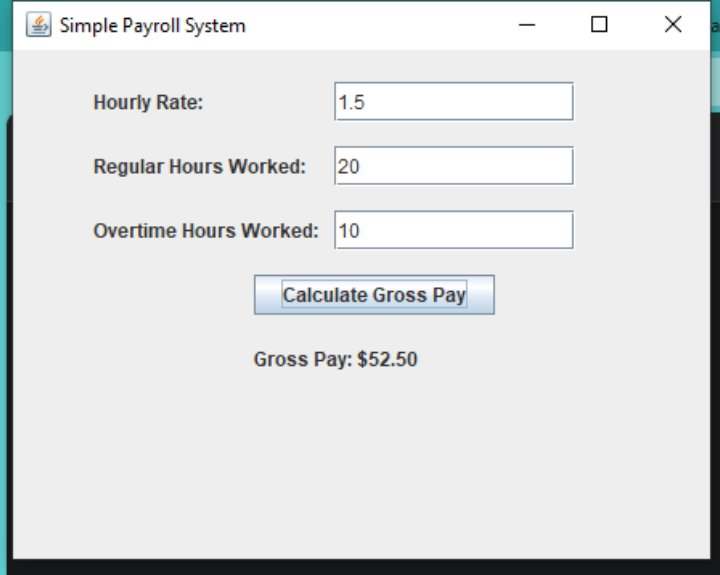 Simple Payroll System
Hourly Rate: 1.5
Regular Hours Worked: 20
Overtime Hours Worked: 10
Calculate Gross Pay
Gross Pay: $52.50